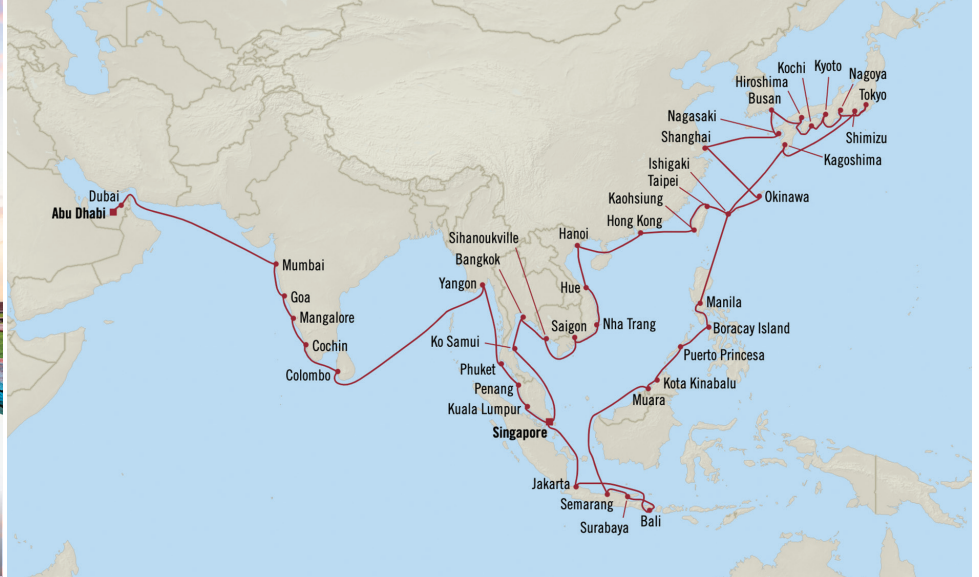 Kochi
Kyoto
Hiroshima
Nagoya
Busan
Tokyo
Nagasaki
Shanghai
Shimizu
Ishigaki
Kagoshima
Taipei
Dubai
Kaohsiung
Okinawa
Abu Dhabi
Hong Kong
Sihanoukville
Hanoi
Bangkok
Mumbai
Yangon
Hue
Goa
Manila
Mangalore
Saigon
Nha Trang
Boracay Island
Ko Samui
Cochin
Puerto Princesa
Phuket
Colombo
Kota Kinabalu
Penang
Muara
Kuala Lumpur
Singapore
Jakarta
Semarang
Bali
Surabaya